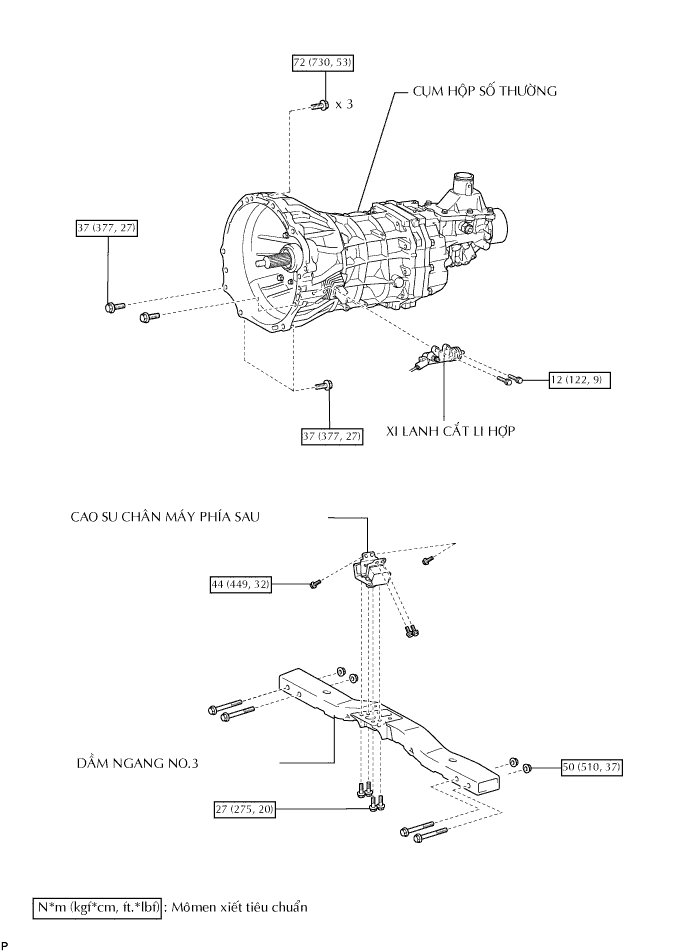 72 (730, 53)
x 3
CỤM HỘP SỐ THƯỜNG
37 (377, 27)
12 (122, 9)
37 (377, 27)
XI LANH CẮT LI HỢP
CAO SU CHÂN MÁY PHÍA SAU
44 (449, 32)
DẦM NGANG NO.3
50 (510, 37)
27 (275, 20)
N*m (kgf*cm, ft.*lbf) : Mômen xiết tiêu chuẩn
P